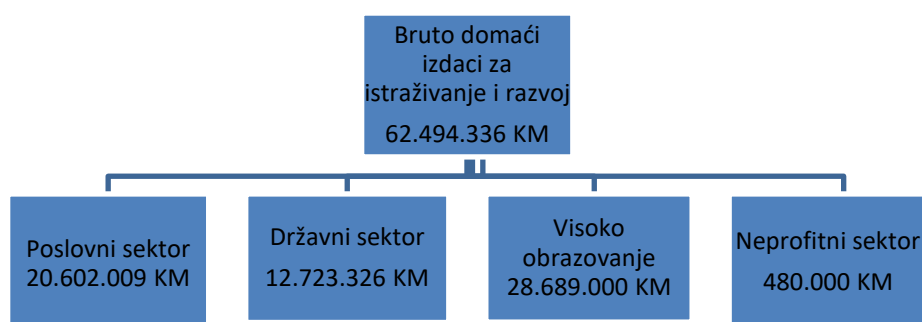 Bruto domaći
izdaci za
istraživanje i razvoj
62.494.336 KM
Poslovni sektor
20.602.009 KM
Državni sektor
12.723.326 KM
Visoko
obrazovanje
28.689.000 KM
Neprofitni sektor
480.000 KM